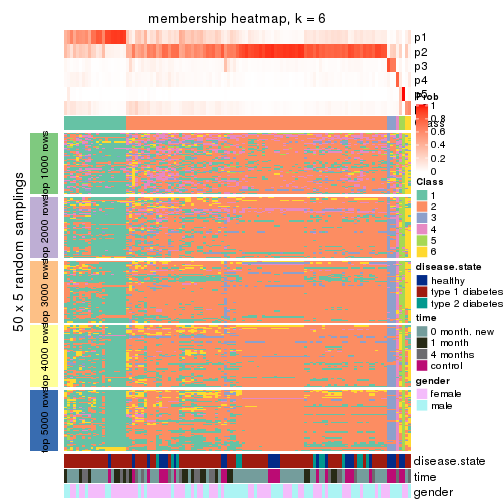 membership heatmap, k = 6
p1
p2
p3
p4
p5
Prob
1
0.8
0.6
0.4
0.2
0
Class
1
2
3
4
5
6
disease.state
healthy
type 1 diabetes
type 2 diabetes
time
0 month. new
1 month
4 months
control
gender
female
male
50 x 5 random samplings
top 1000 rows
top 2000 rows
top 3000 rows
top 4000 rows
top 5000 rows
disease.state
time
gender